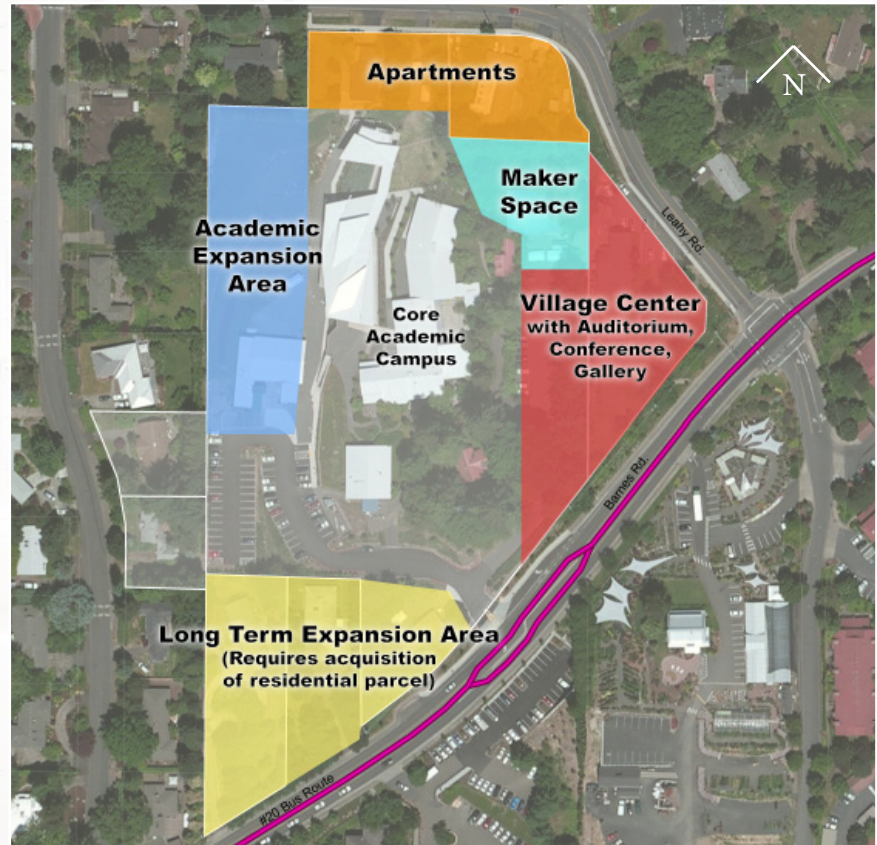 Apartments
N
Maker
Space
Leahy Rd.
Academic
Expansion
Area
Village Center
with Auditorium,
Conference,
Gallery
Core
Academic
Campus
Barnes Rd.
Long Term Expansion Area
(Requires acquisition
of residential parcel)
#20 Bus Route